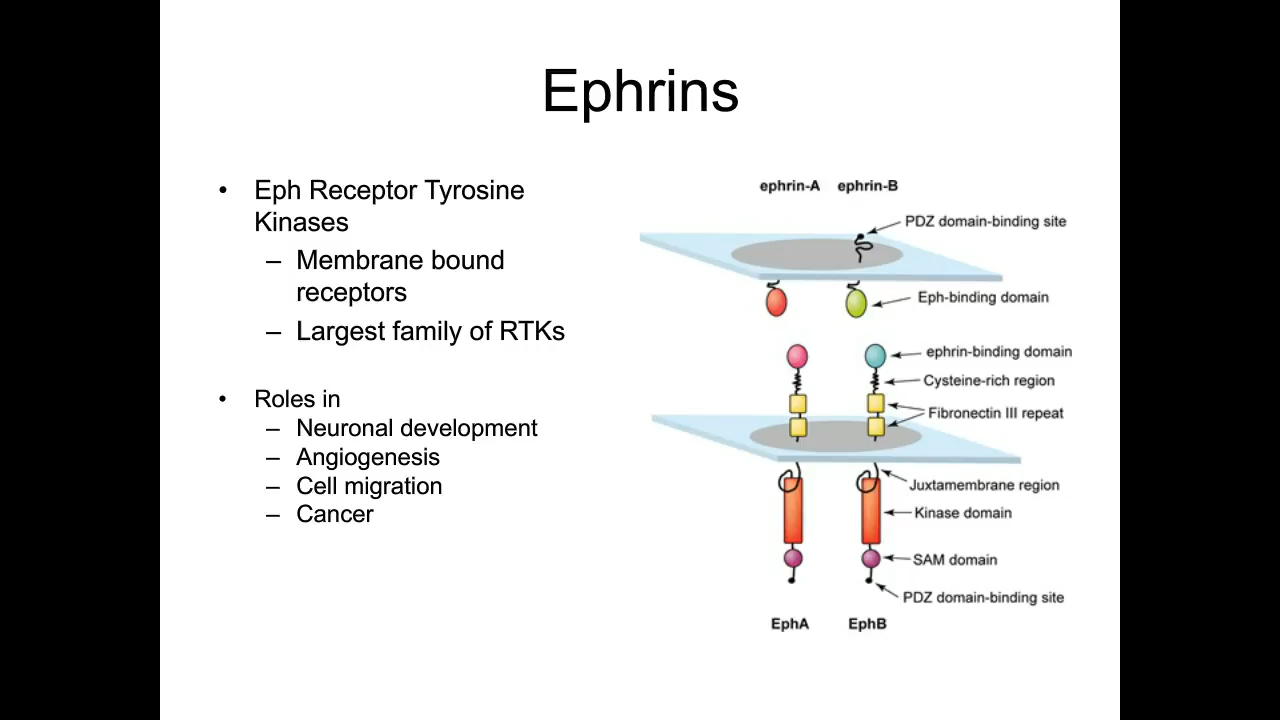 Ephrins
• Eph Receptor Tyrosine
Kinases
– Membrane bound
receptors
– Largest family of RTKs
• Roles in
– Neuronal development
– Angiogenesis
– Cell migration
– Cancer
ephrin-A ephrin-B
PDZ domain-binding site
Eph-binding domain
ephrin-binding domain
Cysteine-rich region
Fibronectin III repeat
Juxtamembrane region
Kinase domain
SAM domain
PDZ domain-binding site
EphA EphB